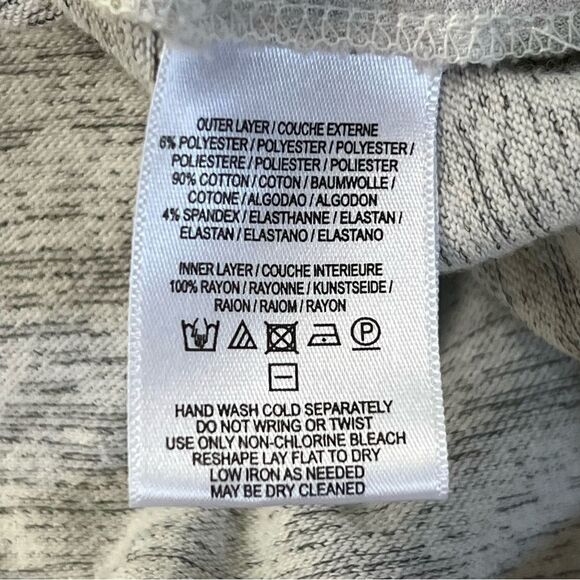 OUTER LAYER / COUCHE EXTERNE
6% POLYESTER / POLYESTER / POLYESTER /
POLIESTERE / POLIESTER / POLIESTER
90% COTTON / COTON / BAUMWOLLE /
COTONE / ALGODAO / ALGODON
4% SPANDEX / ELASTHANNE / ELASTAN /
ELASTAN / ELASTANO / ELASTANO
INNER LAYER / COUCHE INTERIEURE
100% RAYON / RAYONNE / KUNSTSEIDE /
RAION / RAIOM / RAYON
P
HAND WASH COLD SEPARATELY
DO NOT WRING OR TWIST
USE ONLY NON-CHLORINE BLEACH
RESHAPE LAY FLAT TO DRY
LOW IRON AS NEEDED
MAY BE DRY CLEANED